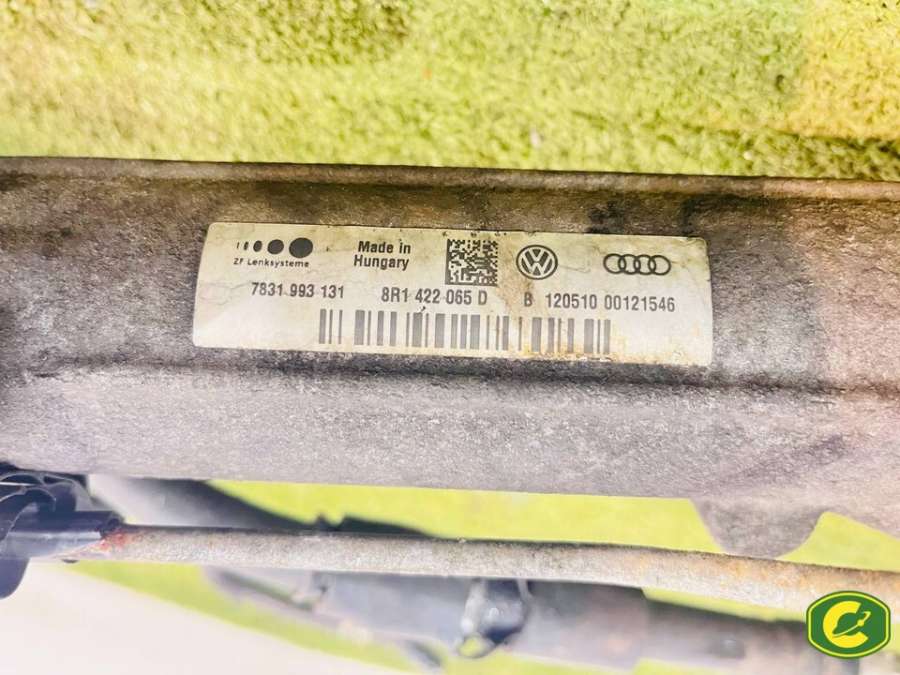 ZF Lenksysteme
Made in
Hungary
7831 993 131 8R1 422 065 D B 120510 00121546